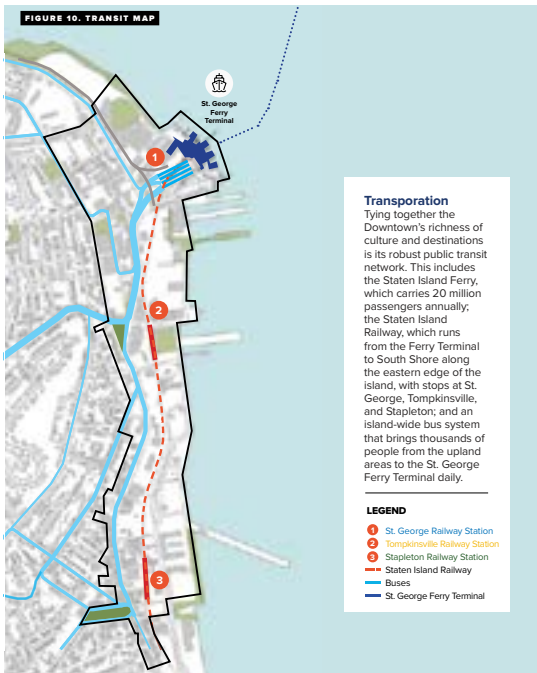 FIGURE 10. TRANSIT MAP
St. George
Ferry
Terminal
1
2
3
Transporation
Tying together the
Downtown's richness of
culture and destinations
is its robust public transit
network. This includes
the Staten Island Ferry,
which carries 20 million
passengers annually;
the Staten Island
Railway, which runs
from the Ferry Terminal
to South Shore along
the eastern edge of the
island, with stops at St.
George, Tompkinsville,
and Stapleton; and an
island-wide bus system
that brings thousands of
people from the upland
areas to the St. George
Ferry Terminal daily.
LEGEND
1 St. George Railway Station
2 Tompkinsville Railway Station
3 Stapleton Railway Station
Staten Island Railway
Buses
St. George Ferry Terminal